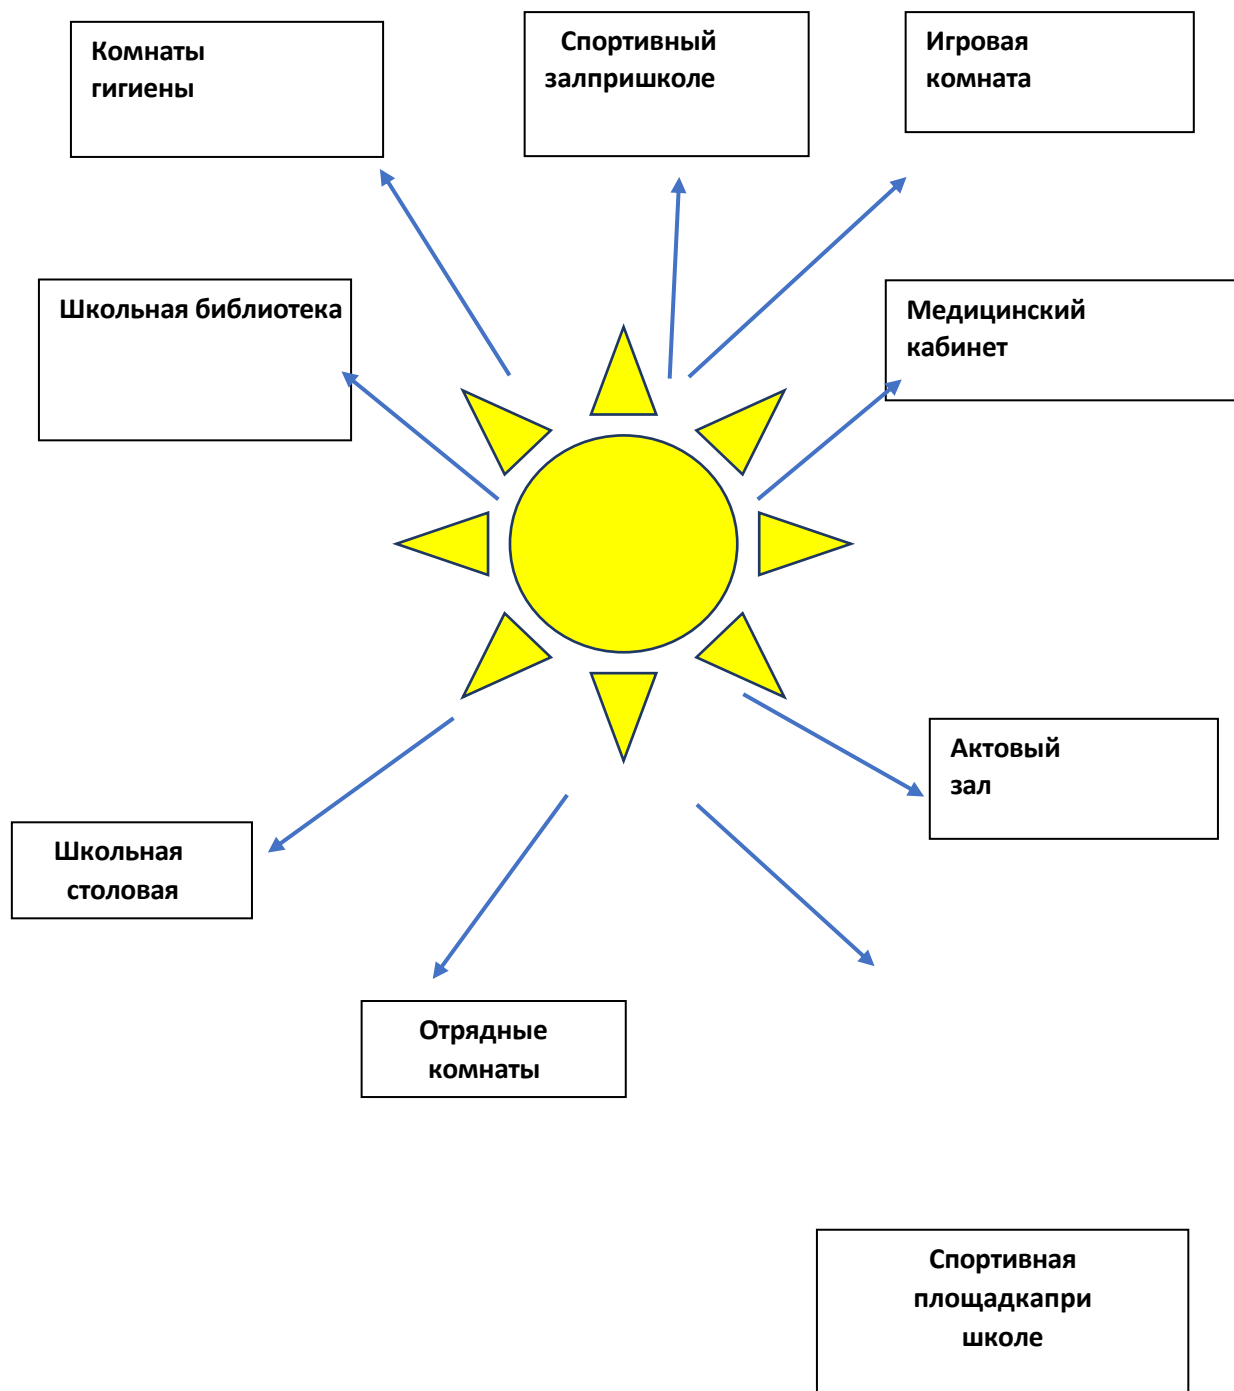 Комнаты
гигиены
Спортивный
залпришколе
Игровая
комната
Школьная библиотека
Медицинский
кабинет
Актовый
зал
Школьная
столовая
Отрядные
комнаты
Спортивная
площадкапри
школе